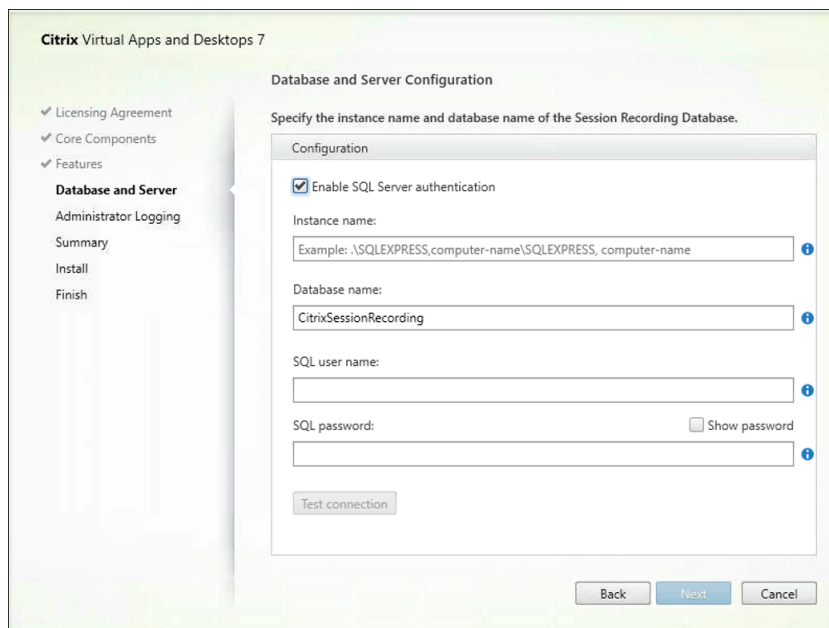 Citrix Virtual Apps and Desktops 7
Licensing Agreement
Core Components
Features
Database and Server
Administrator Logging
Summary
Install
Finish
Database and Server Configuration
Specify the instance name and database name of the Session Recording Database.
Configuration
Enable SQL Server authentication
Instance name:
Example: .\SQLEXPRESS,computer-name\SQLEXPRESS, computer-name
Database name:
CitrixSessionRecording
SQL user name:
SQL password:
Show password
Test connection
Back
Next
Cancel